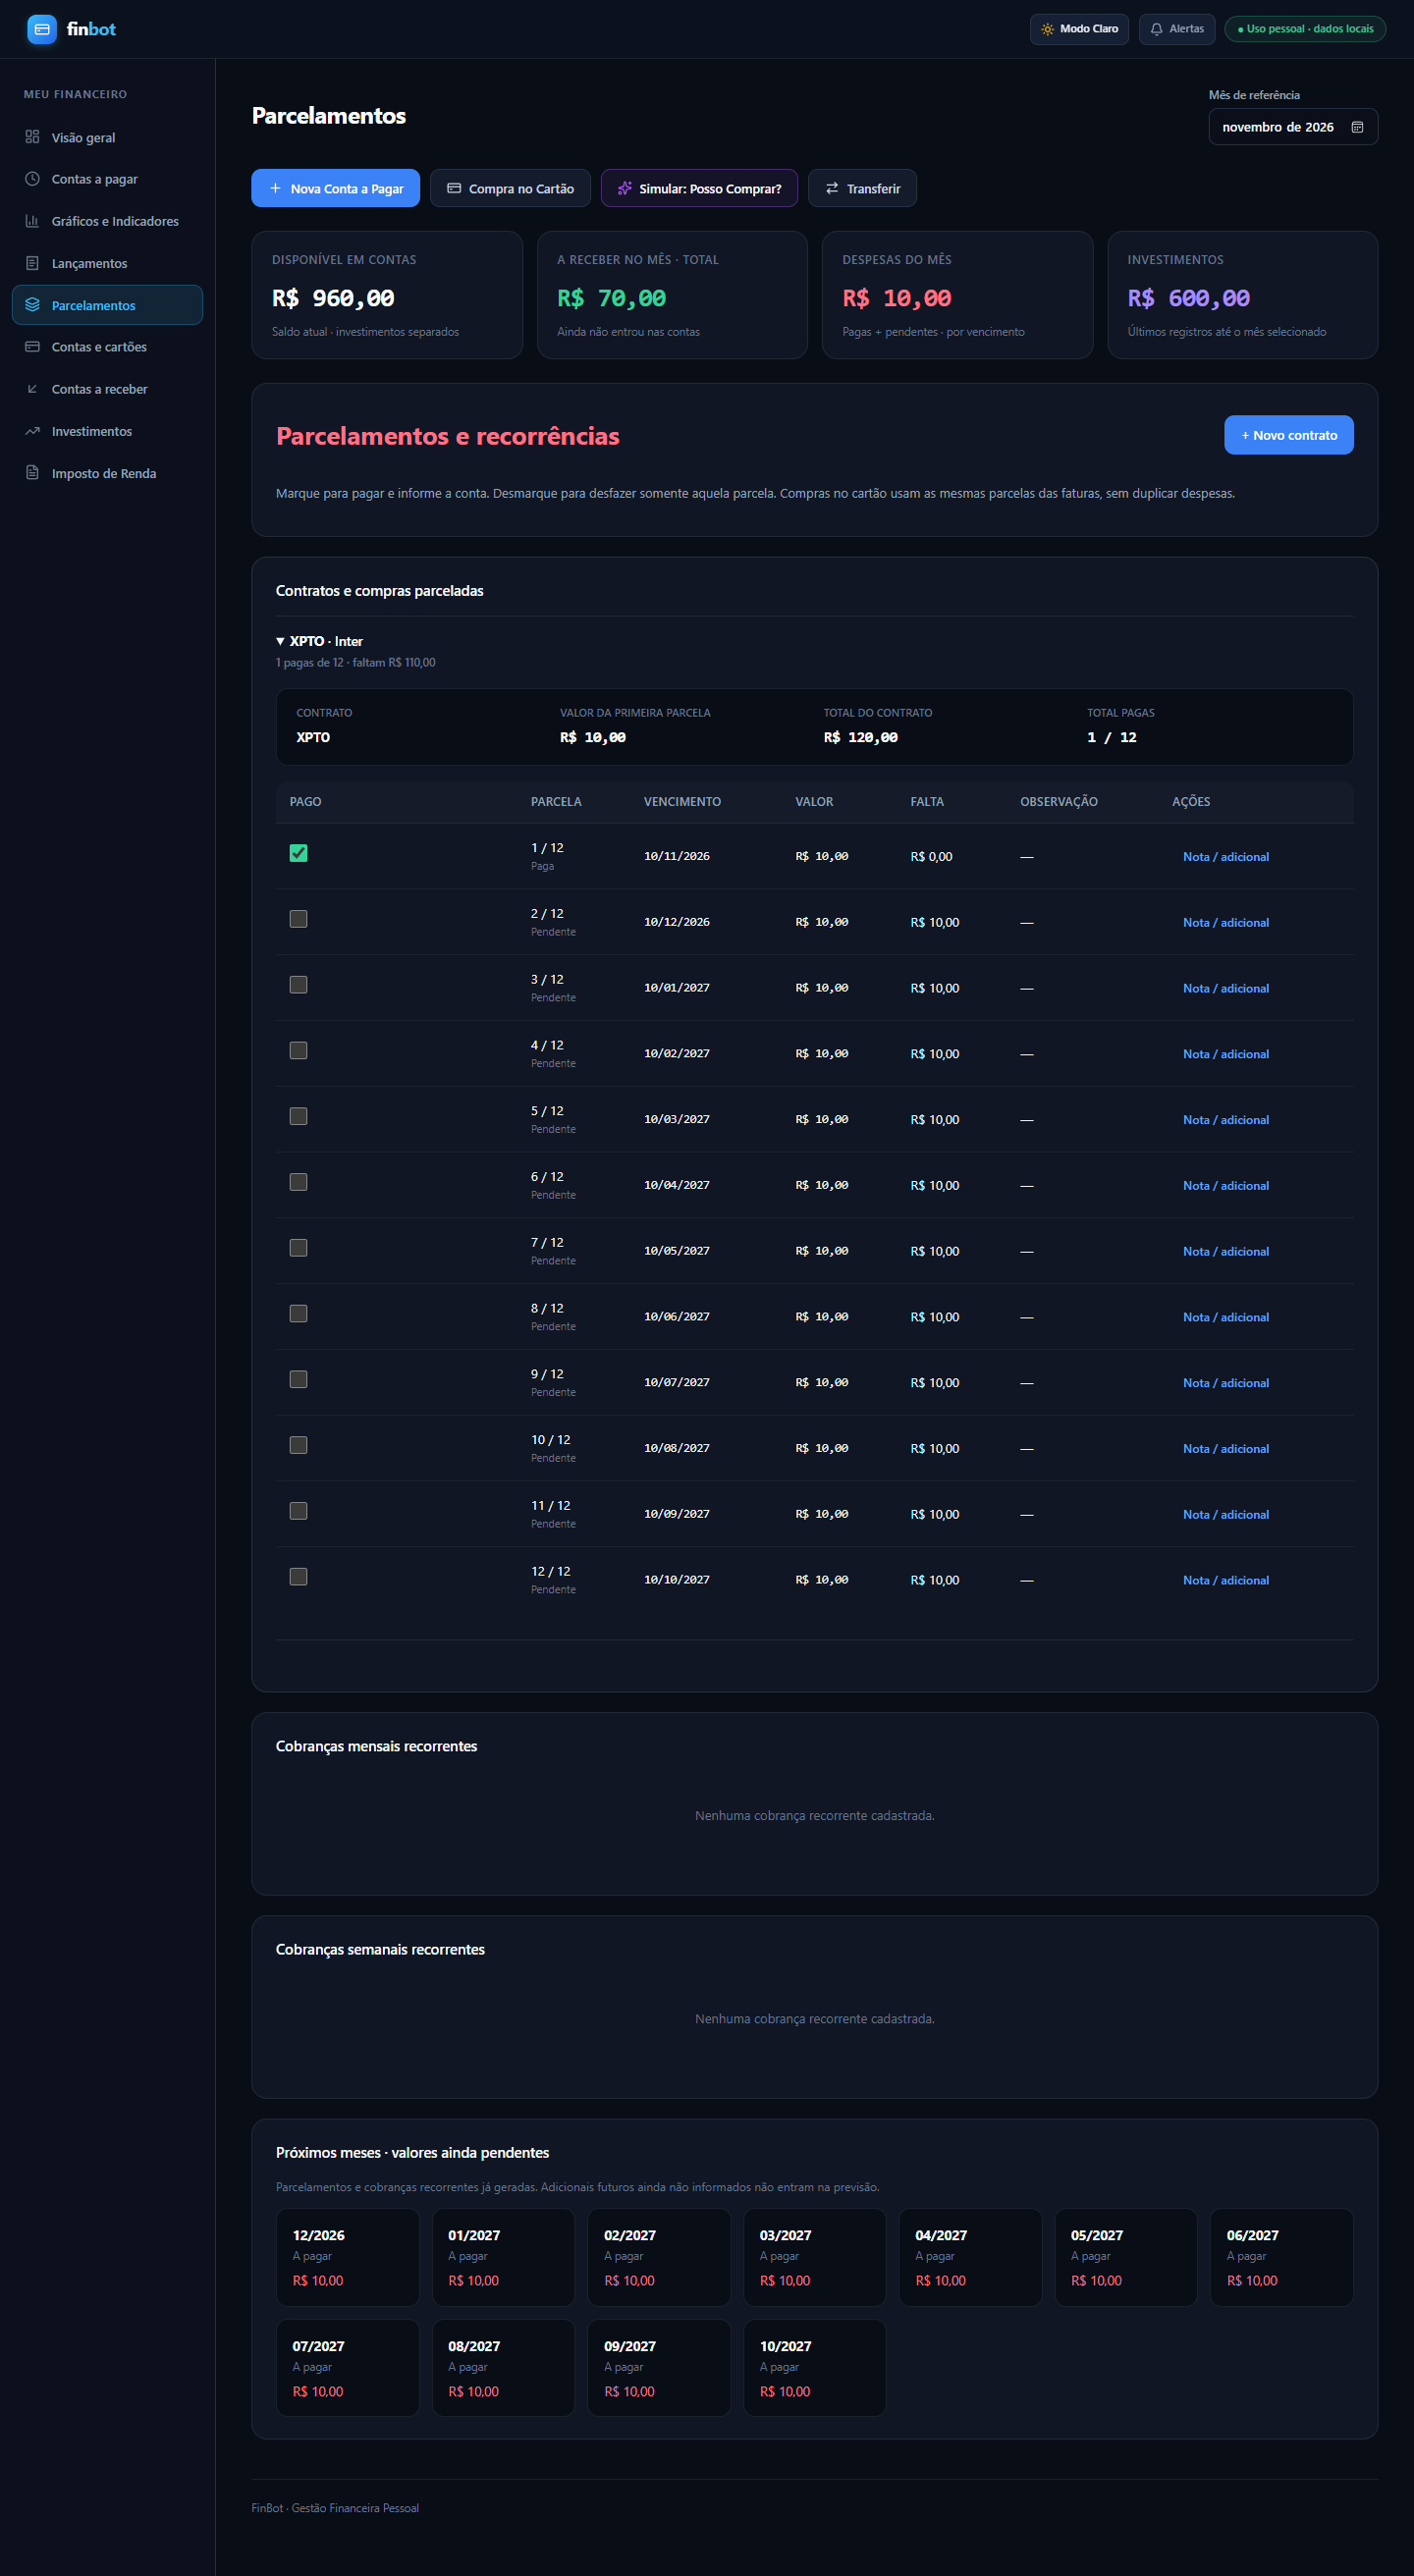 finbot
Modo Claro
Alertas
● Uso pessoal · dados locais
MEU FINANCEIRO
Visão geral
Contas a pagar
Gráficos e Indicadores
Lançamentos
Parcelamentos
Contas e cartões
Contas a receber
Investimentos
Imposto de Renda
Parcelamentos
Mês de referência
novembro de 2026
+ Nova Conta a Pagar
Compra no Cartão
Simular: Posso Comprar?
Transferir
DISPONÍVEL EM CONTAS
R$ 960,00
Saldo atual · investimentos separados
A RECEBER NO MÊS · TOTAL
R$ 70,00
Ainda não entrou nas contas
DESPESAS DO MÊS
R$ 10,00
Pagas + pendentes · por vencimento
INVESTIMENTOS
R$ 600,00
Últimos registros até o mês selecionado
Parcelamentos e recorrências
+ Novo contrato
Marque para pagar e informe a conta. Desmarque para desfazer somente aquela parcela. Compras no cartão usam as mesmas parcelas das faturas, sem duplicar despesas.
Contratos e compras parceladas
▼ XPTO · Inter
1 pagas de 12 · faltam R$ 110,00
CONTRATO
XPTO
VALOR DA PRIMEIRA PARCELA
R$ 10,00
TOTAL DO CONTRATO
R$ 120,00
TOTAL PAGAS
1 / 12
PAGO PARCELA VENCIMENTO VALOR FALTA OBSERVAÇÃO AÇÕES
1 / 12
Paga
10/11/2026 R$ 10,00 R$ 0,00 — Nota / adicional
2 / 12
Pendente
10/12/2026 R$ 10,00 R$ 10,00 — Nota / adicional
3 / 12
Pendente
10/01/2027 R$ 10,00 R$ 10,00 — Nota / adicional
4 / 12
Pendente
10/02/2027 R$ 10,00 R$ 10,00 — Nota / adicional
5 / 12
Pendente
10/03/2027 R$ 10,00 R$ 10,00 — Nota / adicional
6 / 12
Pendente
10/04/2027 R$ 10,00 R$ 10,00 — Nota / adicional
7 / 12
Pendente
10/05/2027 R$ 10,00 R$ 10,00 — Nota / adicional
8 / 12
Pendente
10/06/2027 R$ 10,00 R$ 10,00 — Nota / adicional
9 / 12
Pendente
10/07/2027 R$ 10,00 R$ 10,00 — Nota / adicional
10 / 12
Pendente
10/08/2027 R$ 10,00 R$ 10,00 — Nota / adicional
11 / 12
Pendente
10/09/2027 R$ 10,00 R$ 10,00 — Nota / adicional
12 / 12
Pendente
10/10/2027 R$ 10,00 R$ 10,00 — Nota / adicional
Cobranças mensais recorrentes
Nenhuma cobrança recorrente cadastrada.
Cobranças semanais recorrentes
Nenhuma cobrança recorrente cadastrada.
Próximos meses · valores ainda pendentes
Parcelamentos e cobranças recorrentes já geradas. Adicionais futuros ainda não informados não entram na previsão.
12/2026
A pagar
R$ 10,00
01/2027
A pagar
R$ 10,00
02/2027
A pagar
R$ 10,00
03/2027
A pagar
R$ 10,00
04/2027
A pagar
R$ 10,00
05/2027
A pagar
R$ 10,00
06/2027
A pagar
R$ 10,00
07/2027
A pagar
R$ 10,00
08/2027
A pagar
R$ 10,00
09/2027
A pagar
R$ 10,00
10/2027
A pagar
R$ 10,00
FinBot · Gestão Financeira Pessoal